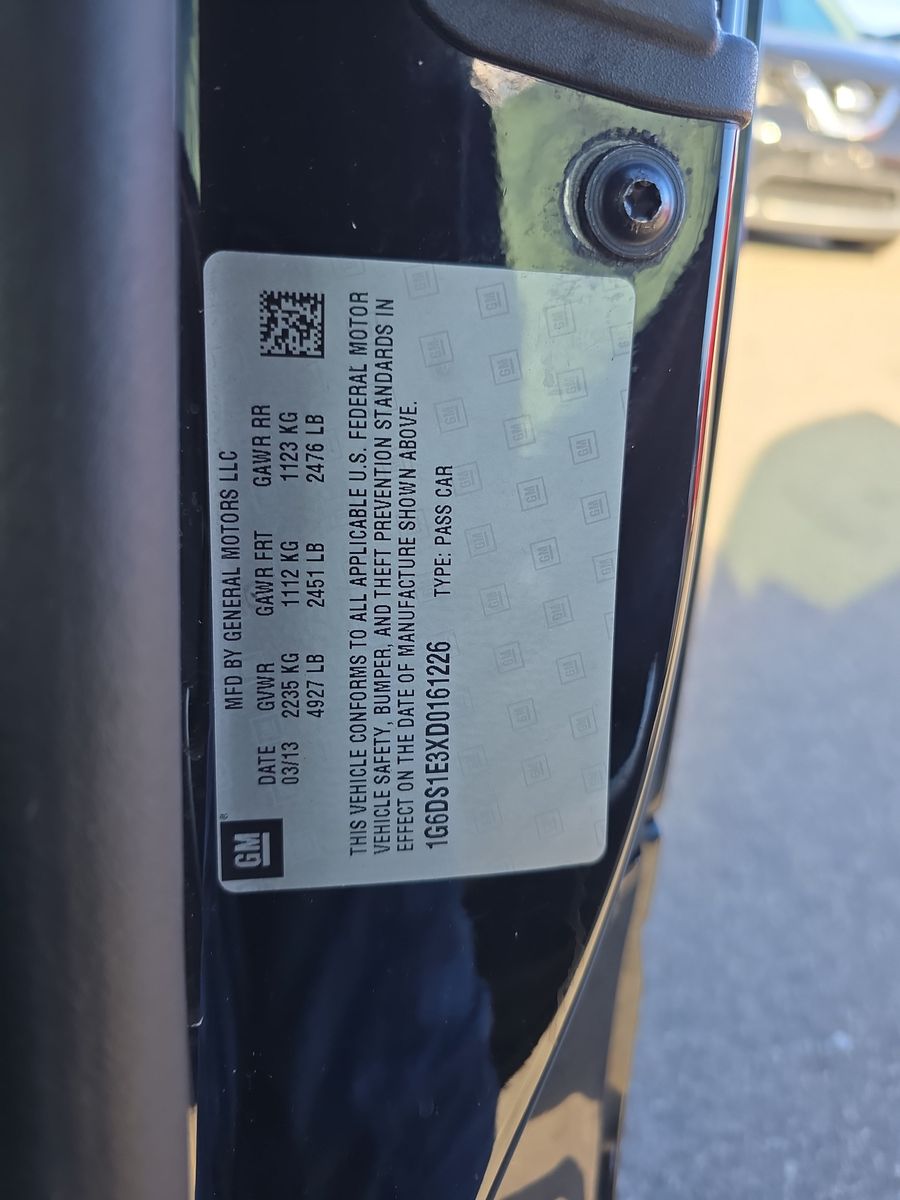 GM®
MFD BY GENERAL MOTORS LLC
DATE GVWR GAWR FRT GAWR RR
03/13 2235 KG 1112 KG 1123 KG
4927 LB 2451 LB 2476 LB
THIS VEHICLE CONFORMS TO ALL APPLICABLE U.S. FEDERAL MOTOR
VEHICLE SAFETY, BUMPER, AND THEFT PREVENTION STANDARDS IN
EFFECT ON THE DATE OF MANUFACTURE SHOWN ABOVE.
1G6DS1E3XD0161226 TYPE: PASS CAR